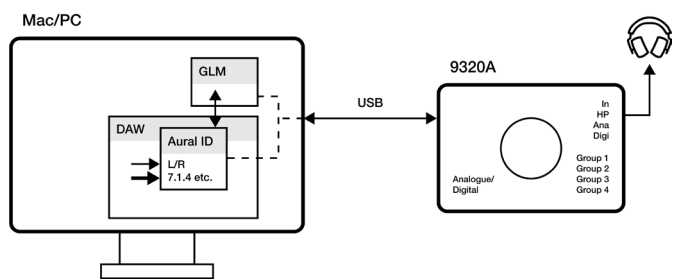 Mac/PC
GLM
DAW
Aural ID
L/R
7.1.4 etc.
USB
9320A
In
HP
Ana
Digi
Group 1
Group 2
Group 3
Group 4
Analogue/
Digital